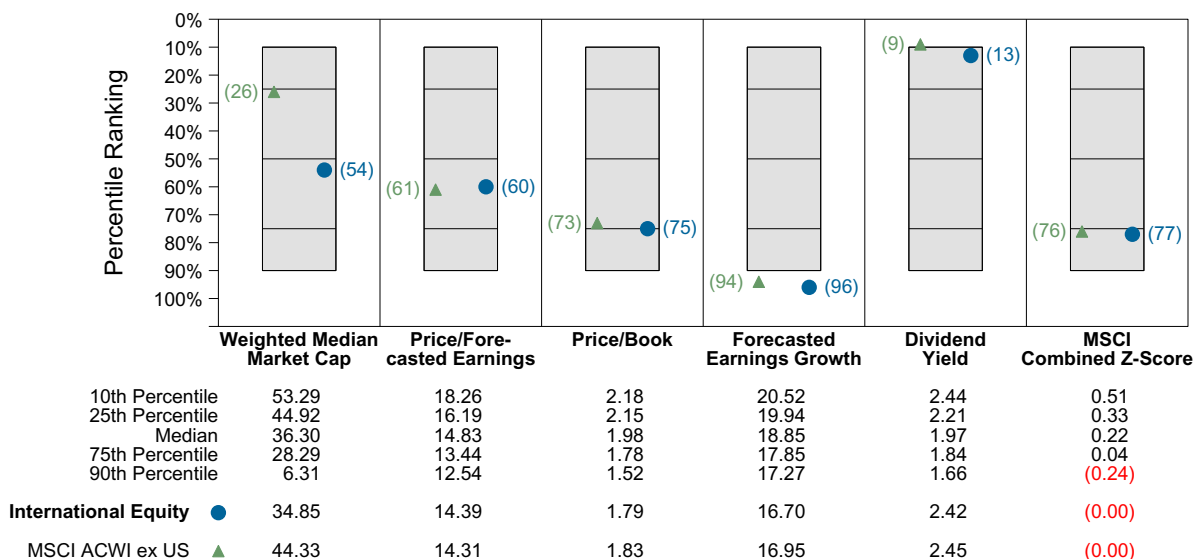 Percentile Ranking
0%
10%
20%
30%
40%
50%
60%
70%
80%
90%
100%
(26)
(54)
(61)
(60)
(73)
(75)
(94)
(96)
(9)
(13)
(76)
(77)
Weighted Median Market Cap
Price/Fore-casted Earnings
Price/Book
Forecasted Earnings Growth
Dividend Yield
MSCI Combined Z-Score
10th Percentile 53.29 18.26 2.18 20.52 2.44 0.51
25th Percentile 44.92 16.19 2.15 19.94 2.21 0.33
Median 36.30 14.83 1.98 18.85 1.97 0.22
75th Percentile 28.29 13.44 1.78 17.85 1.84 0.04
90th Percentile 6.31 12.54 1.52 17.27 1.66 (0.24)
International Equity 34.85 14.39 1.79 16.70 2.42 (0.00)
MSCI ACWI ex US 44.33 14.31 1.83 16.95 2.45 (0.00)